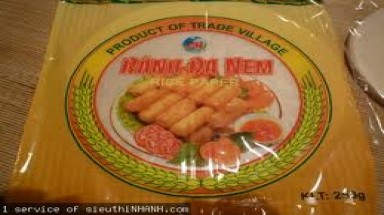 PRODUCT OF TRADE VILLAGE
BÁNH ĐA NEM
RICE PAPER
1 service of sieuthiNHANH.com